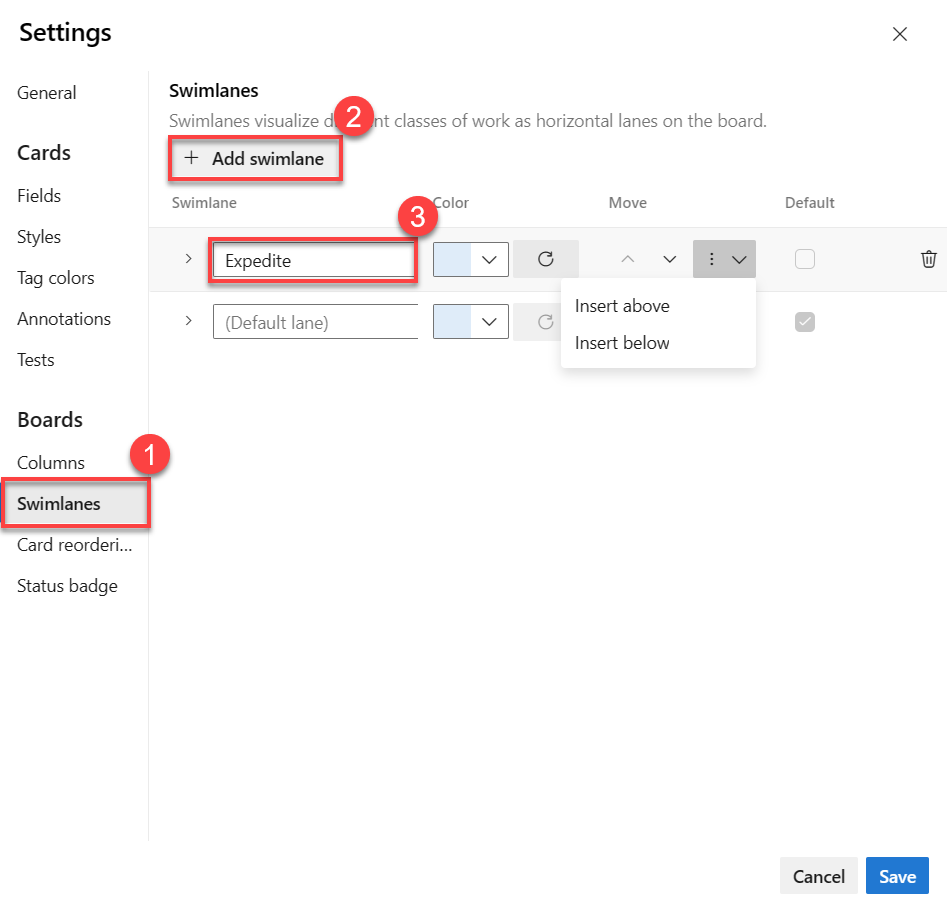 Settings
General
Cards
Fields
Styles
Tag colors
Annotations
Tests
Boards
Columns
1
Swimlanes
Card reorderi...
Status badge
Swimlanes
2
Swimlanes visualize d nt classes of work as horizontal lanes on the board.
+ Add swimlane
Swimlane Color Move Default
3
Expedite
Insert above
(Default lane)
Insert below
Cancel Save